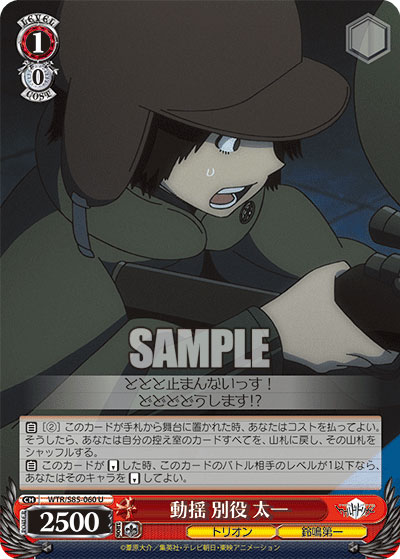 LEVEL
1
0
COST
SAMPLE
とととと止まんないっす！
どどどどどうします!?
【自】［②］このカードが手札から舞台に置かれた時、あなたはコストを払ってよい。
そうしたら、あなたは自分の控え室のカードすべてを、山札に戻し、その山札を
シャッフルする。
【自】このカードが【リバース】した時、このカードのバトル相手のレベルが1以下なら、
あなたはそのキャラを【リバース】してよい。
CH WTR/S85-060 U
POWER
2500
SOUL
動揺 別役 太一
トリオン
鈴鳴第一
©葦原大介／集英社・テレビ朝日・東映アニメーション